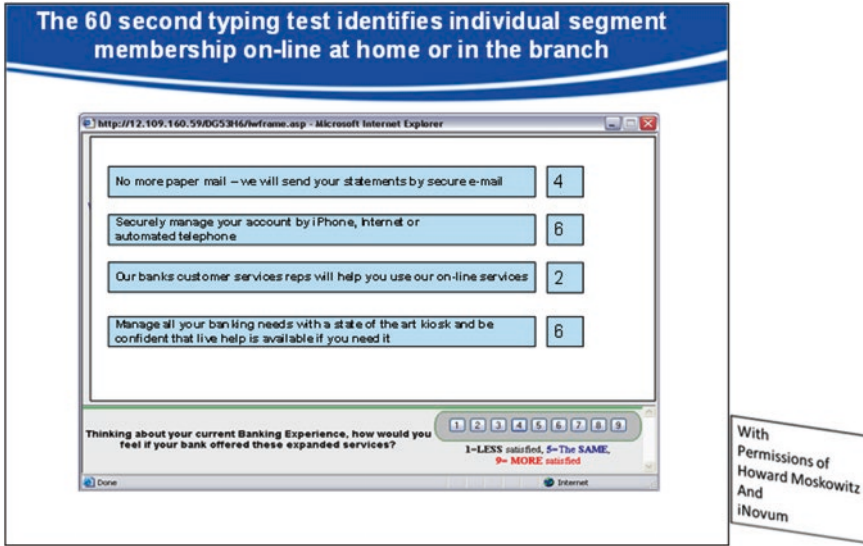 The 60 second typing test identifies individual segment
membership on-line at home or in the branch
http://12.109.160.59/DG53H6/iwframe.asp - Microsoft Internet Explorer
No more paper mail – we will send your statements by secure e-mail
4
Securely manage your account by iPhone, Internet or
automated telephone
6
Our banks customer services reps will help you use our on-line services
2
Manage all your banking needs with a state of the art kiosk and be
confident that live help is available if you need it
6
Thinking about your current Banking Experience, how would you
feel if your bank offered these expanded services?
1 2 3 4 5 6 7 8 9
1=LESS satisfied, 5=The SAME,
9= MORE satisfied
Done
Internet
With
Permissions of
Howard Moskowitz
And
iNovum